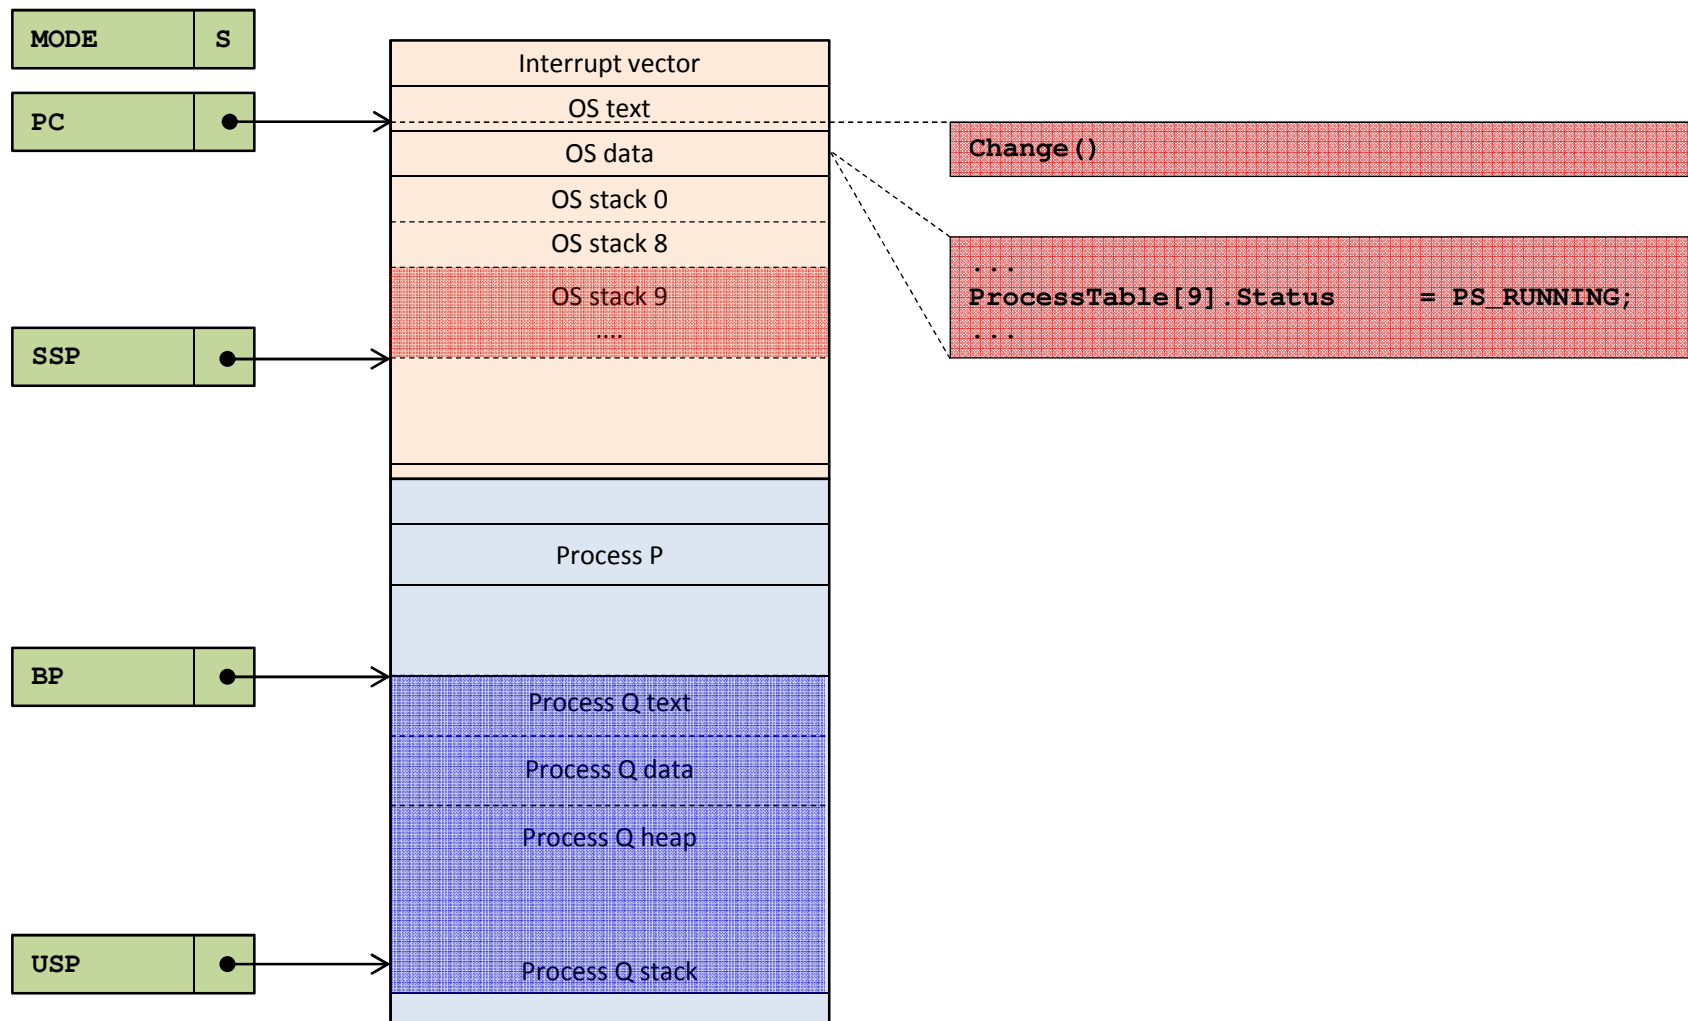 MODE S
Interrupt vector
PC
OS text
Change()
OS data
OS stack 0
OS stack 8
...
OS stack 9
ProcessTable[9].Status = PS_RUNNING;
....
...
SSP
Process P
BP
Process Q text
Process Q data
Process Q heap
USP
Process Q stack